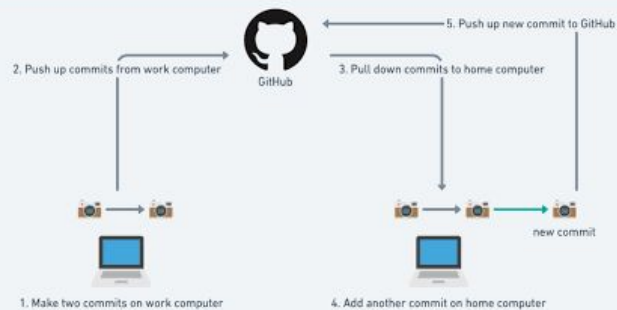 5. Push up new commit to GitHub
2. Push up commits from work computer
GitHub
3. Pull down commits to home computer
new commit
1. Make two commits on work computer
4. Add another commit on home computer